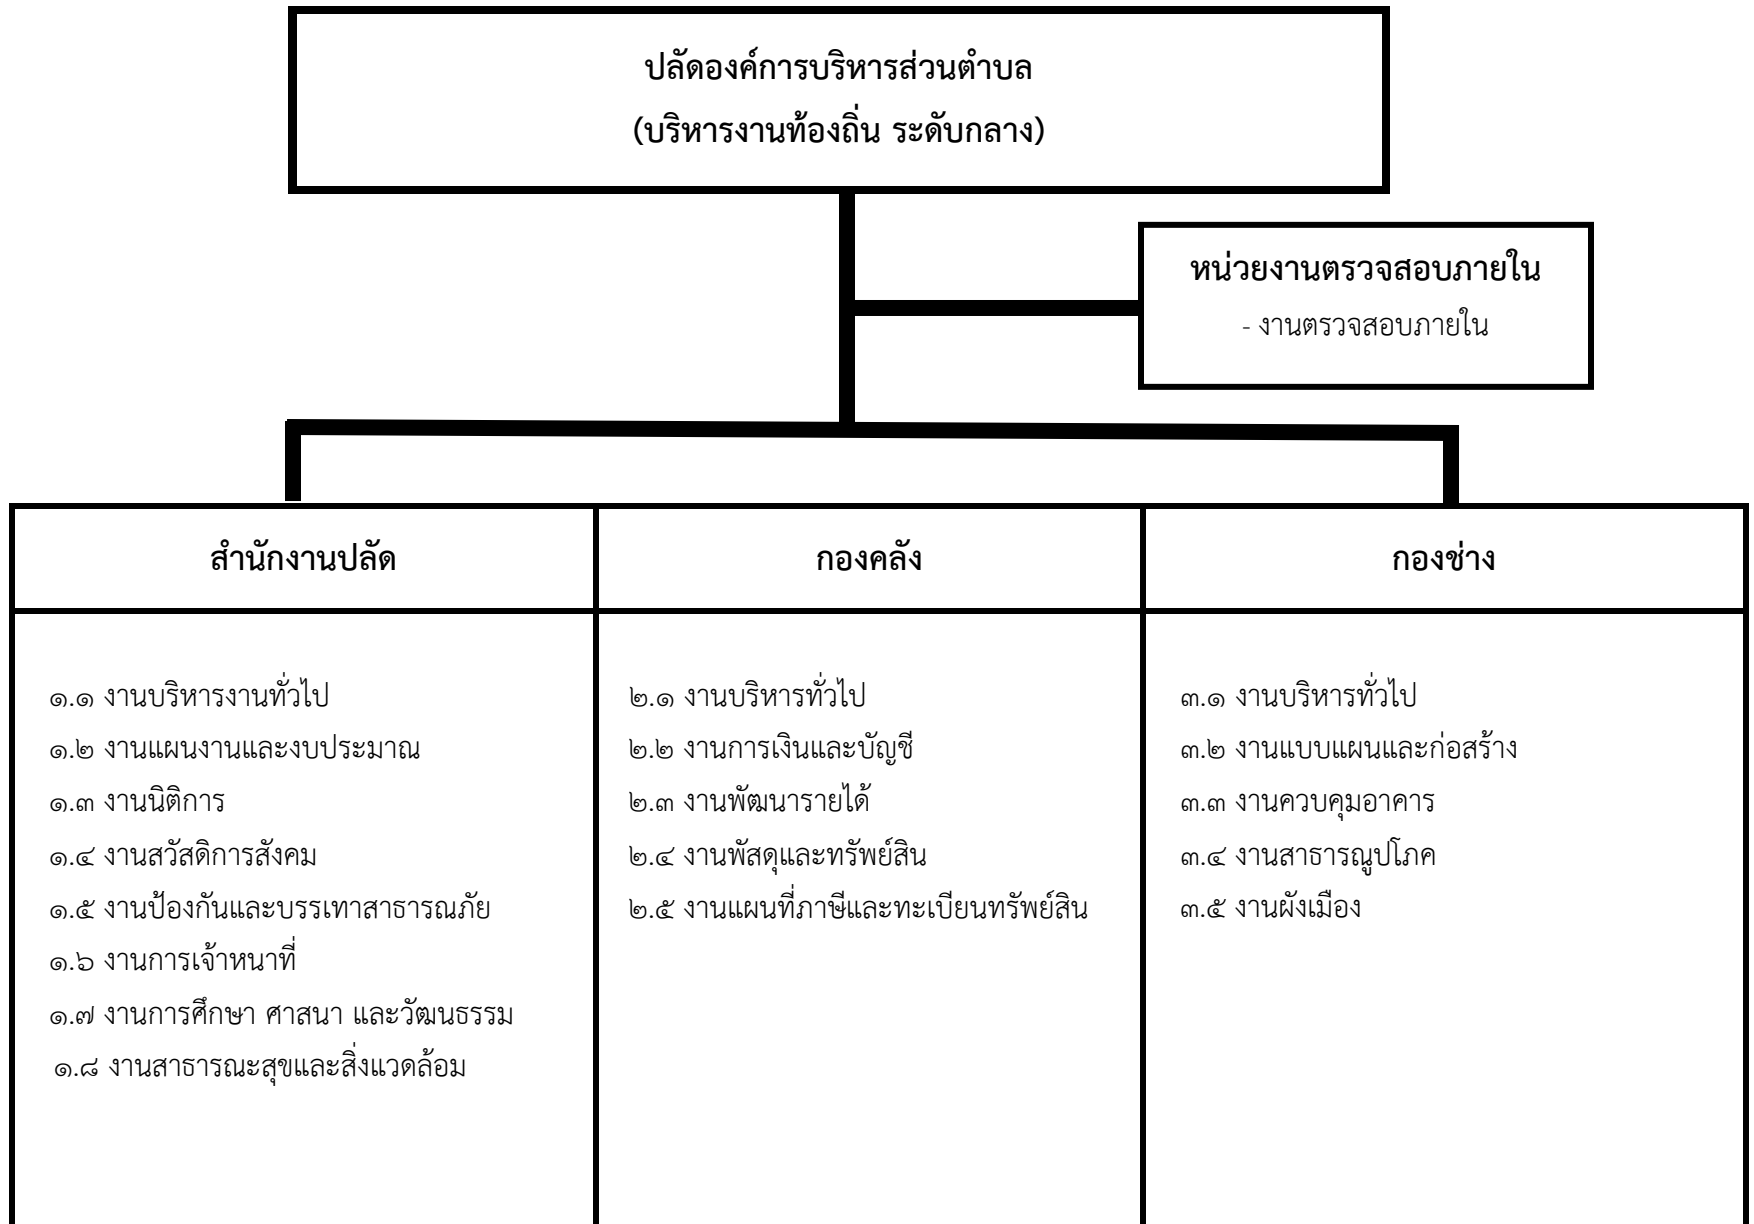 ปลัดองค์การบริหารส่วนตำบล
(บริหารงานท้องถิ่น ระดับกลาง)
หน่วยงานตรวจสอบภายใน
- งานตรวจสอบภายใน
สำนักงานปลัด
๑.๑ งานบริหารงานทั่วไป
๑.๒ งานแผนงานและงบประมาณ
๑.๓ งานนิติการ
๑.๔ งานสวัสดิการสังคม
๑.๕ งานป้องกันและบรรเทาสาธารณภัย
๑.๖ งานการเจ้าหนาที่
๑.๗ งานการศึกษา ศาสนา และวัฒนธรรม
๑.๘ งานสาธารณะสุขและสิ่งแวดล้อม
กองคลัง
๒.๑ งานบริหารทั่วไป
๒.๒ งานการเงินและบัญชี
๒.๓ งานพัฒนารายได้
๒.๔ งานพัสดุและทรัพย์สิน
๒.๕ งานแผนที่ภาษีและทะเบียนทรัพย์สิน
กองช่าง
๓.๑ งานบริหารทั่วไป
๓.๒ งานแบบแผนและก่อสร้าง
๓.๓ งานควบคุมอาคาร
๓.๔ งานสาธารณูปโภค
๓.๕ งานผังเมือง